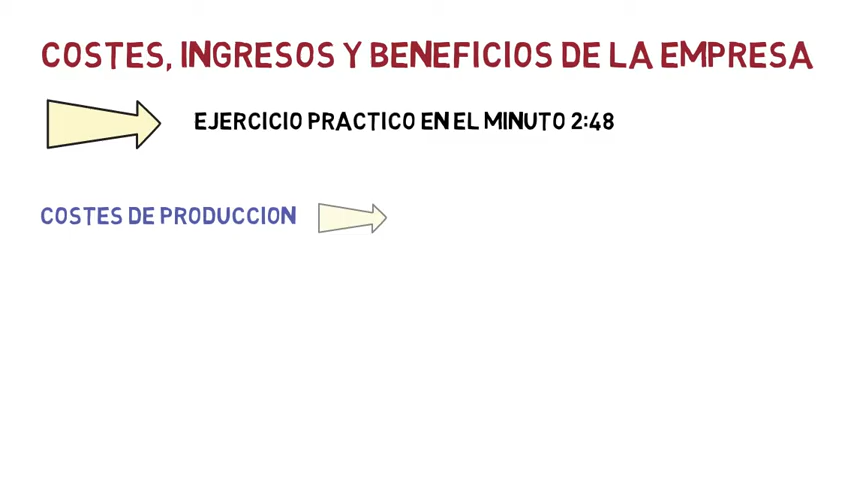 COSTES, INGRESOS Y BENEFICIOS DE LA EMPRESA
EJERCICIO PRACTICO EN EL MINUTO 2:48
COSTES DE PRODUCCION